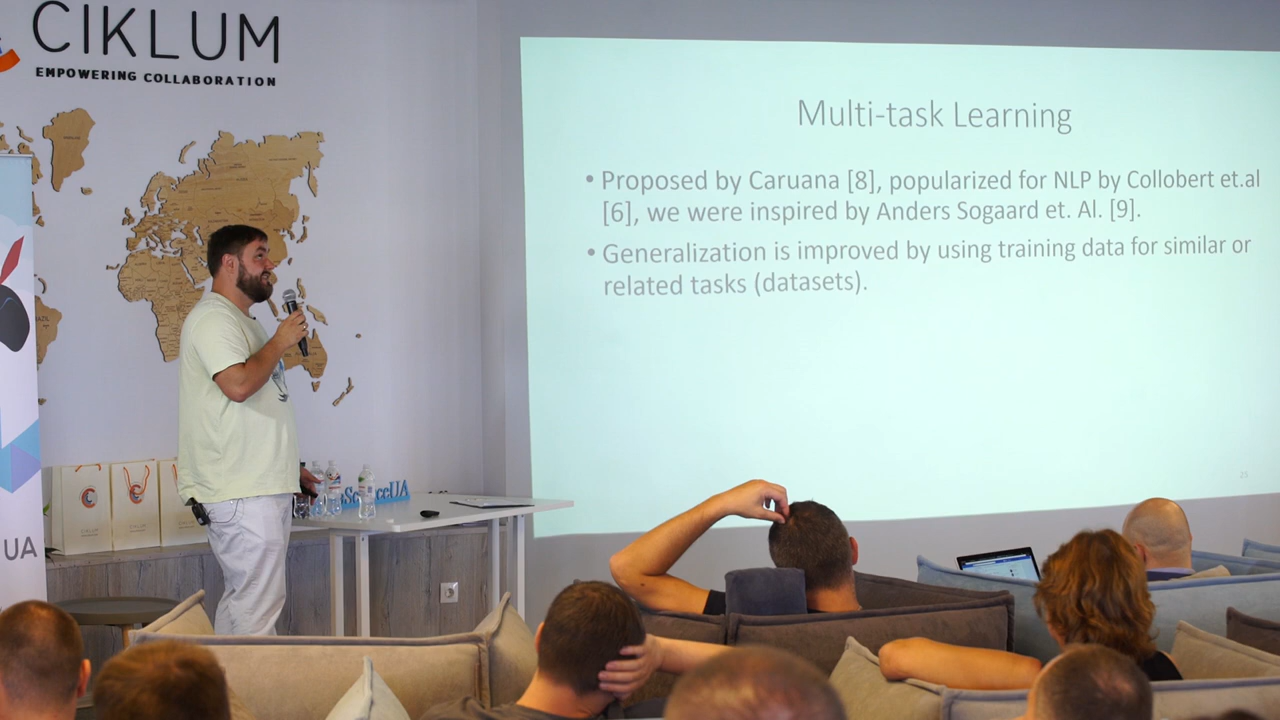 CIKLUM
EMPOWERING COLLABORATION
Multi-task Learning
• Proposed by Caruana [8], popularized for NLP by Collobert et.al
[6], we were inspired by Anders Sogaard et. Al. [9].
• Generalization is improved by using training data for similar or
related tasks (datasets).
25
UA